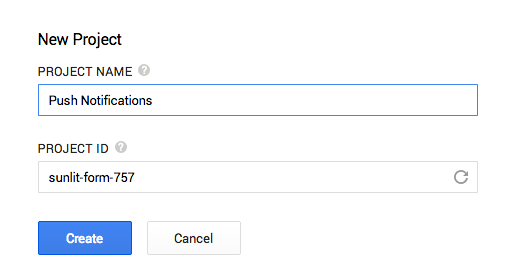 New Project
PROJECT NAME ?
Push Notifications
PROJECT ID ?
sunlit-form-757
Create Cancel